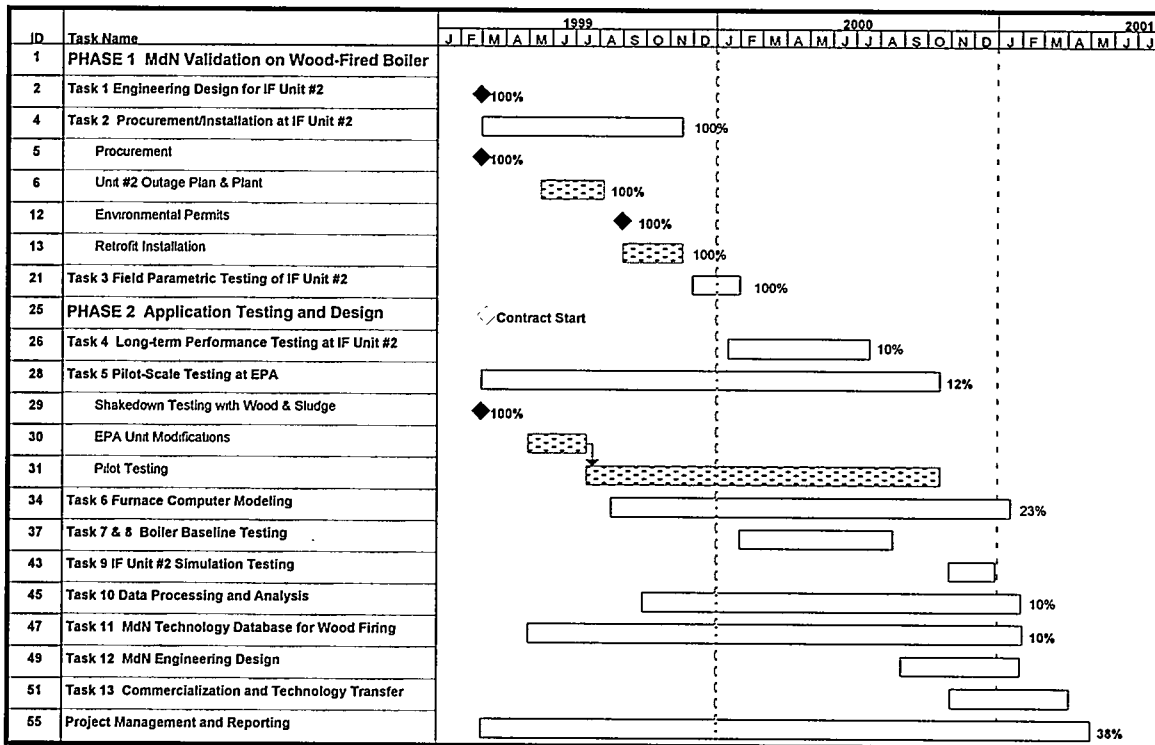 1999 2000 2001
ID Task Name J F M A M J J A S O N D J F M A M J J A S O N D J F M A M J J
1 PHASE 1 MdN Validation on Wood-Fired Boiler
2 Task 1 Engineering Design for IF Unit #2 100%
4 Task 2 Procurement/Installation at IF Unit #2 100%
5 Procurement 100%
6 Unit #2 Outage Plan & Plant 100%
12 Environmental Permits 100%
13 Retrofit Installation 100%
21 Task 3 Field Parametric Testing of IF Unit #2 100%
25 PHASE 2 Application Testing and Design Contract Start
26 Task 4 Long-term Performance Testing at IF Unit #2 10%
28 Task 5 Pilot-Scale Testing at EPA 12%
29 Shakedown Testing with Wood & Sludge 100%
30 EPA Unit Modifications
31 Pilot Testing
34 Task 6 Furnace Computer Modeling 23%
37 Task 7 & 8 Boiler Baseline Testing
43 Task 9 IF Unit #2 Simulation Testing
45 Task 10 Data Processing and Analysis 10%
47 Task 11 MdN Technology Database for Wood Firing 10%
49 Task 12 MdN Engineering Design
51 Task 13 Commercialization and Technology Transfer
55 Project Management and Reporting 38%